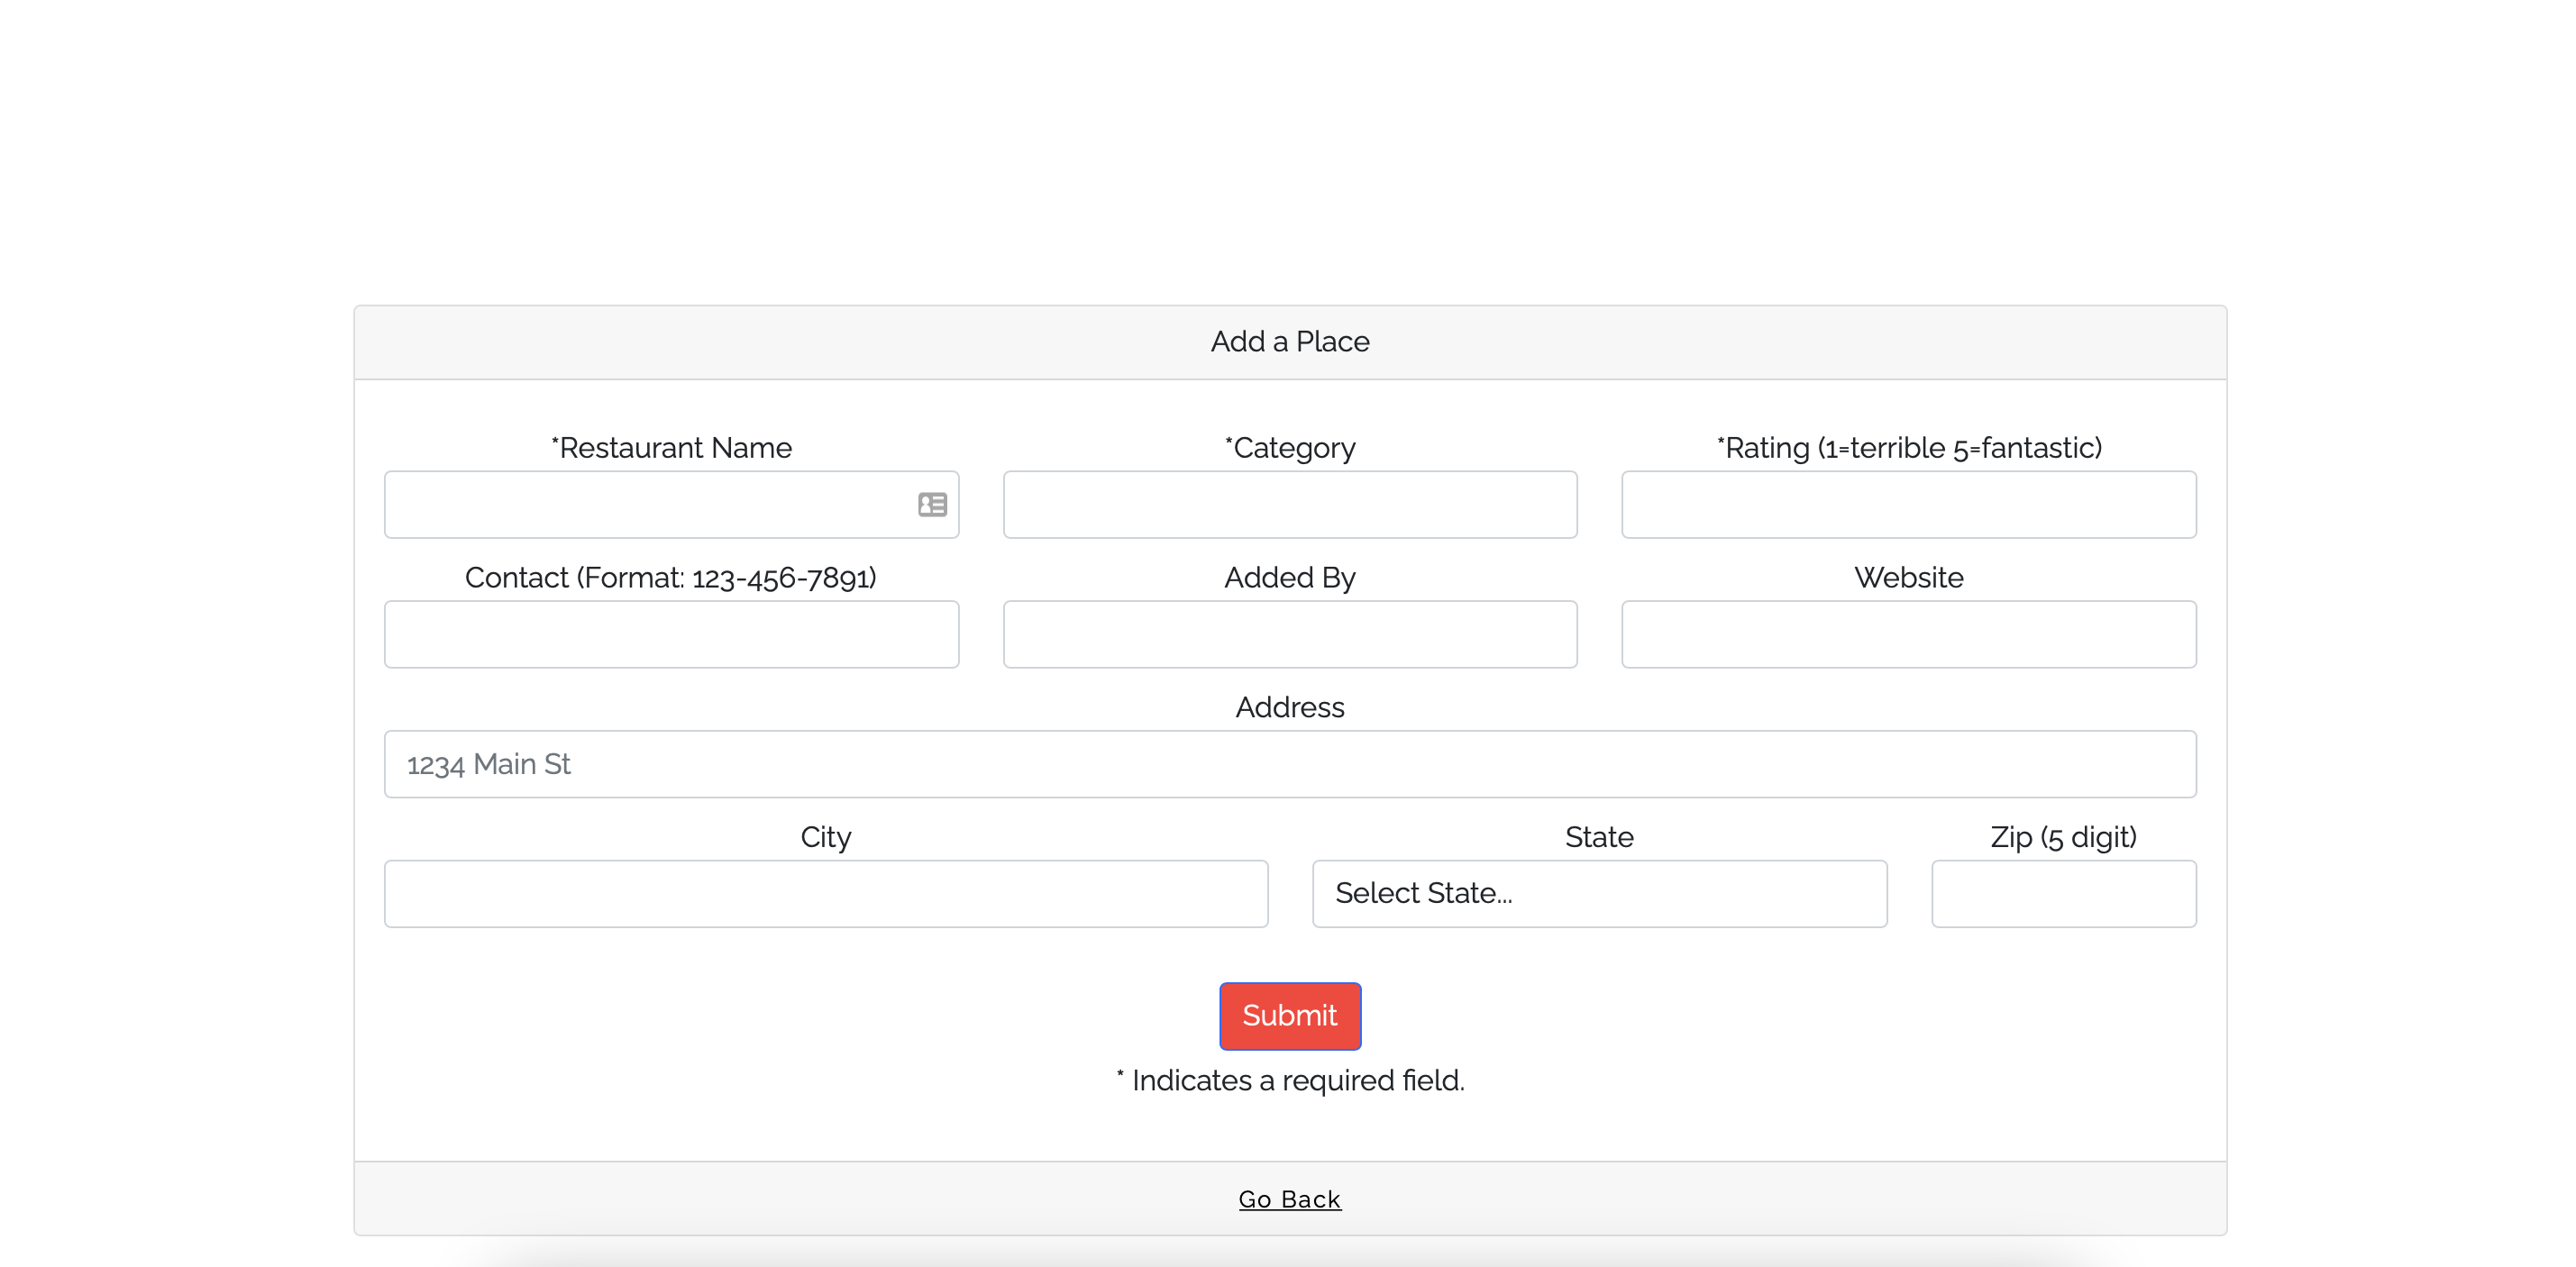 Add a Place
*Restaurant Name
*Category
*Rating (1=terrible 5=fantastic)
Contact (Format: 123-456-7891)
Added By
Website
Address
1234 Main St
City
State
Zip (5 digit)
Select State...
Submit
* Indicates a required field.
Go Back